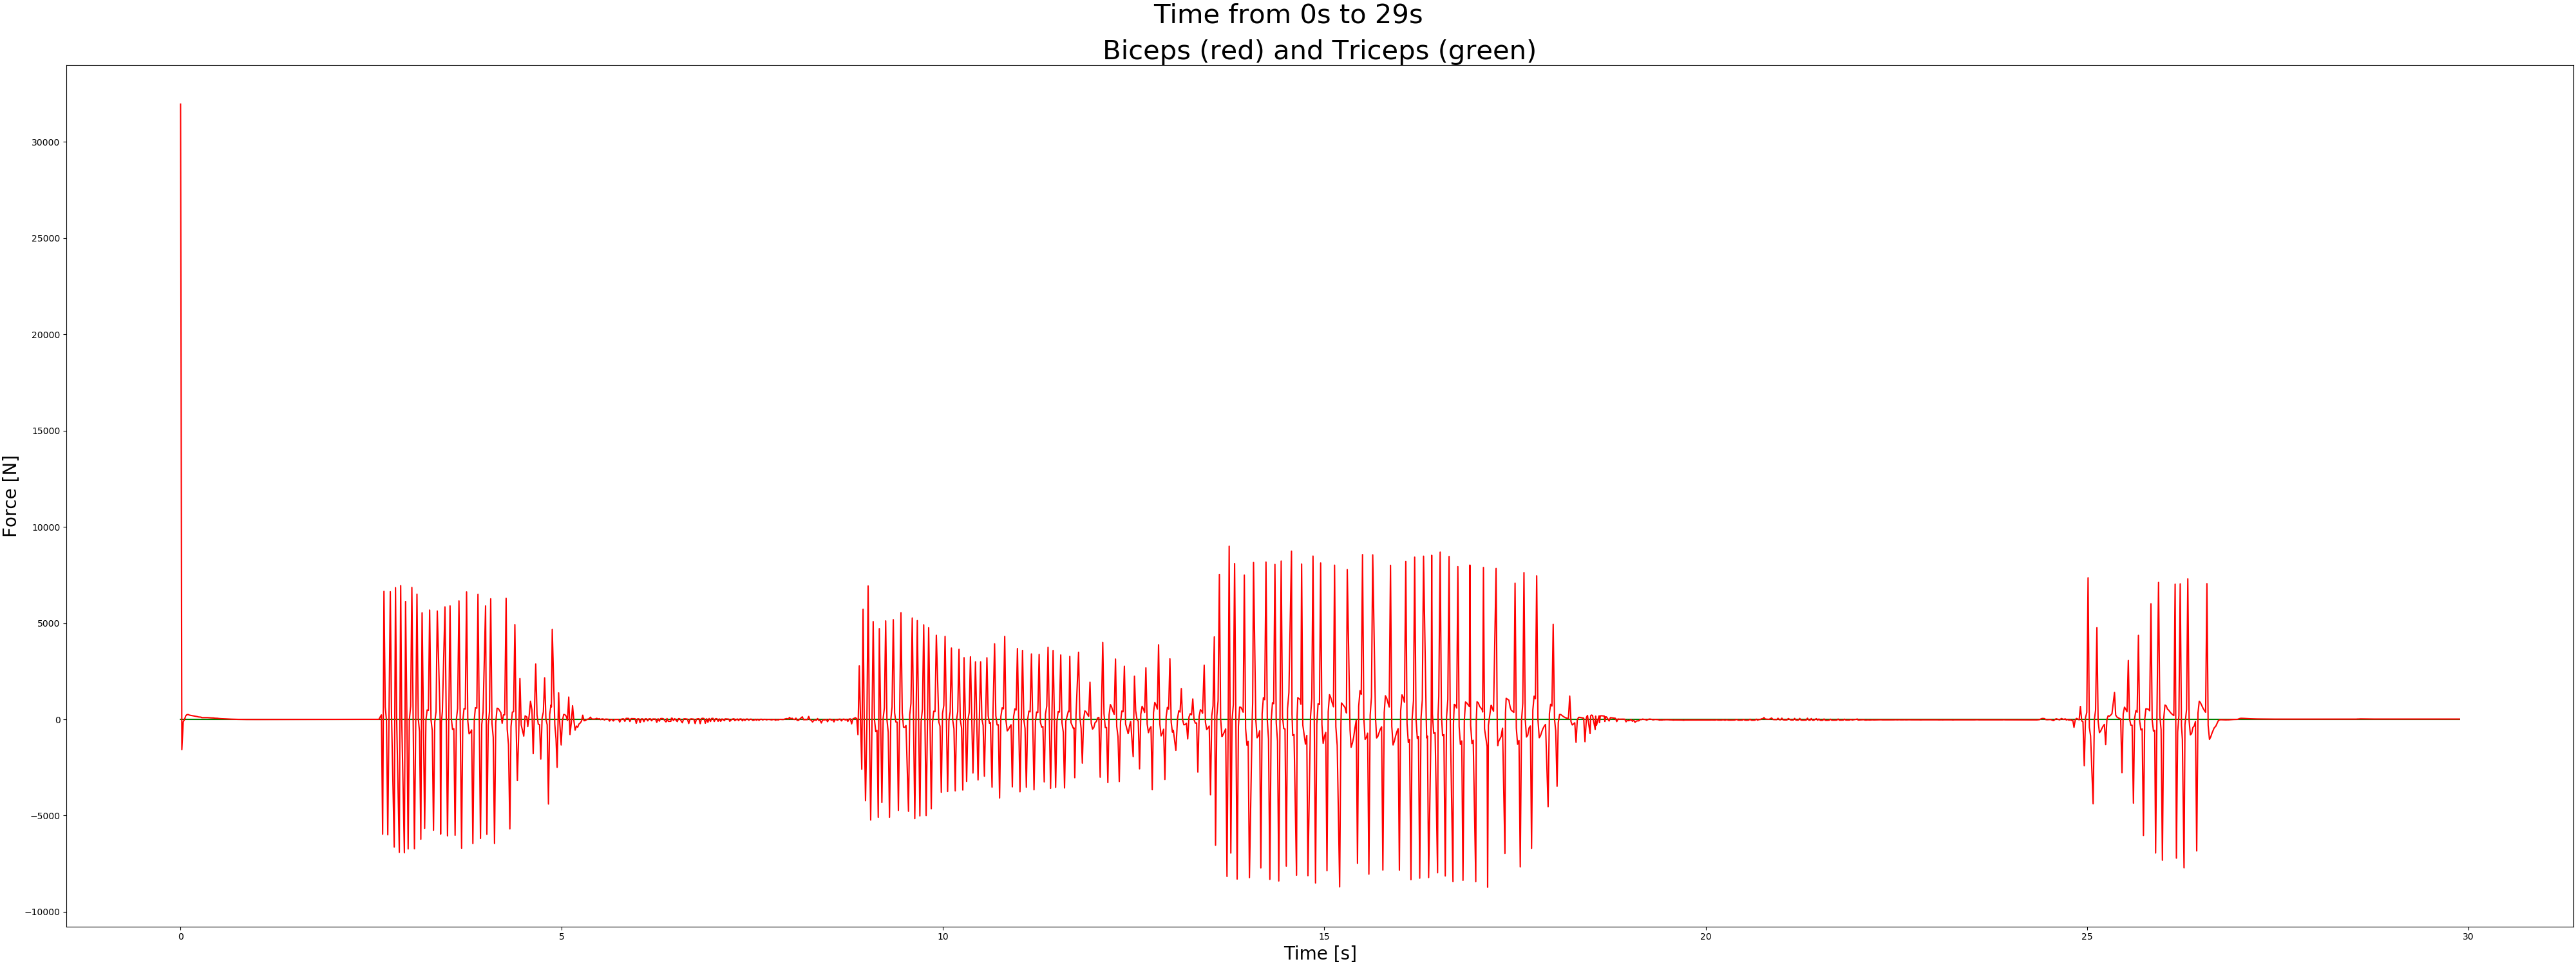 Time from 0s to 29s
Biceps (red) and Triceps (green)
30000
25000
20000
15000
10000
5000
0
−5000
−10000
Force [N]
0 5 10 15 20 25 30
Time [s]